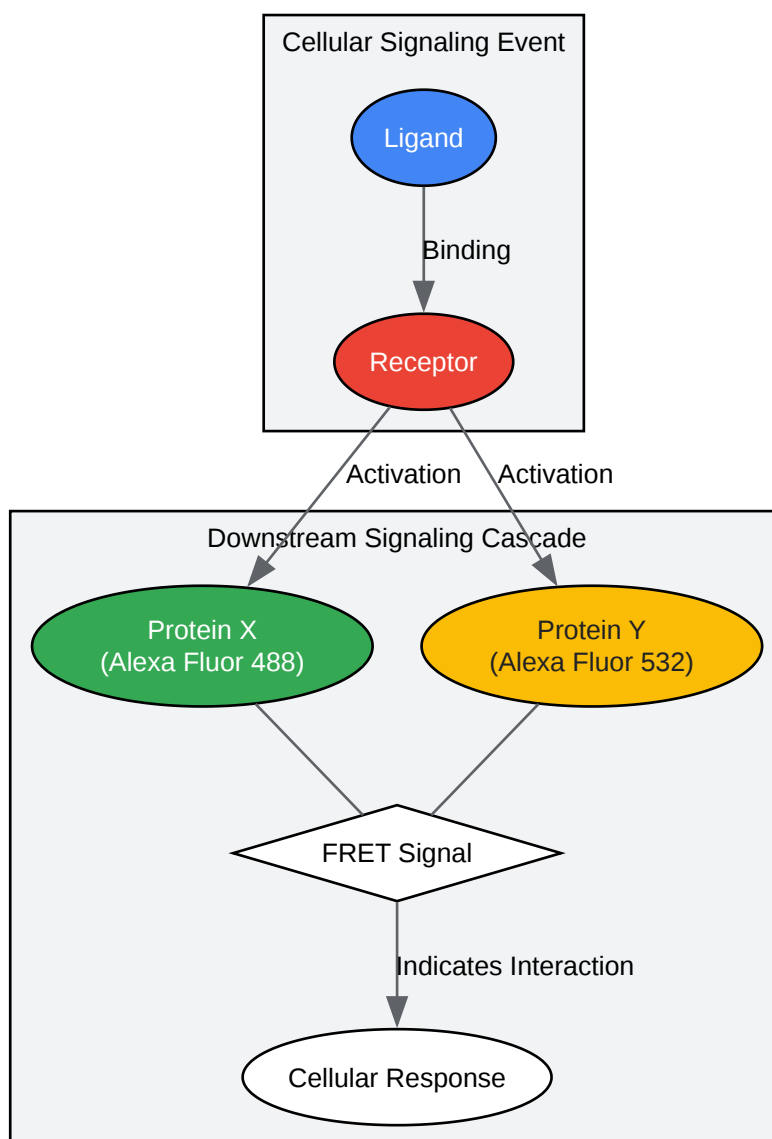 Cellular Signaling Event
Ligand
Binding
Receptor
Activation
Activation
Downstream Signaling Cascade
Protein X
(Alexa Fluor 488)
Protein Y
(Alexa Fluor 532)
FRET Signal
Indicates Interaction
Cellular Response